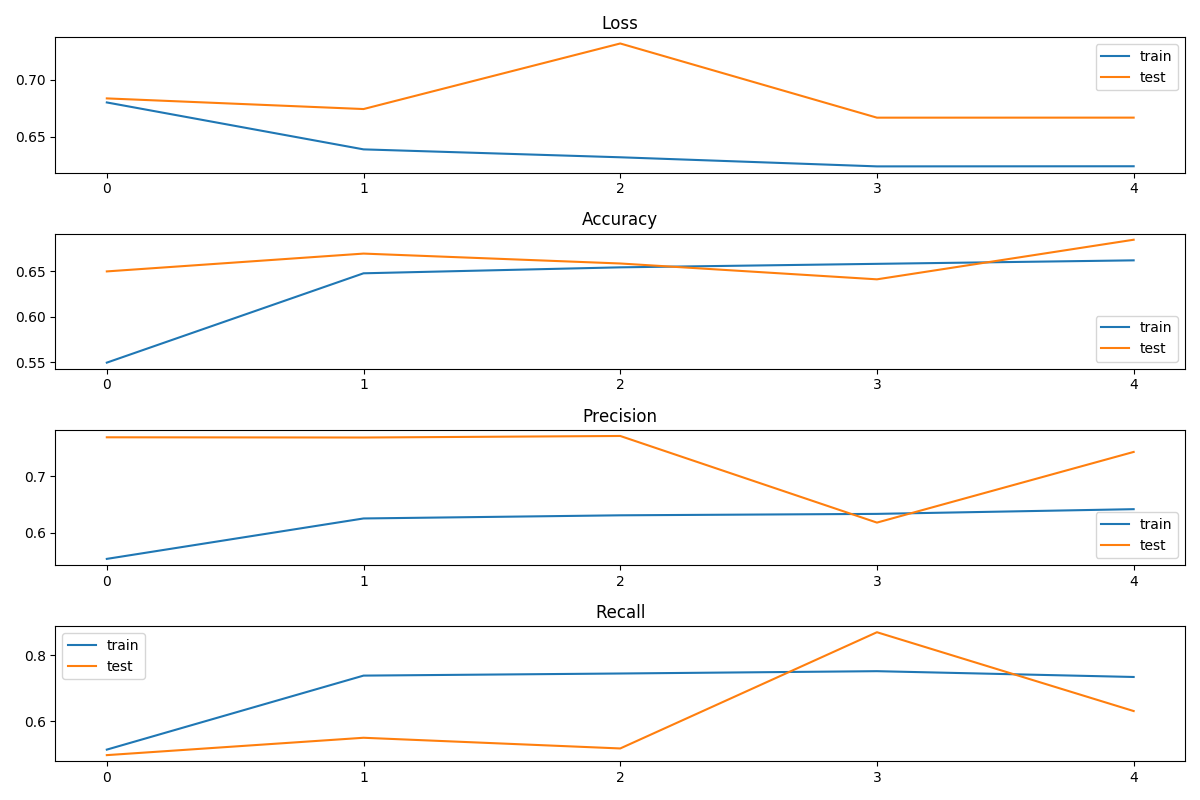 Loss
0.70
0.65
train
test
0 1 2 3 4
Accuracy
0.65
0.60
0.55
train
test
0 1 2 3 4
Precision
0.7
0.6
train
test
0 1 2 3 4
Recall
train
test
0.8
0.6
0 1 2 3 4